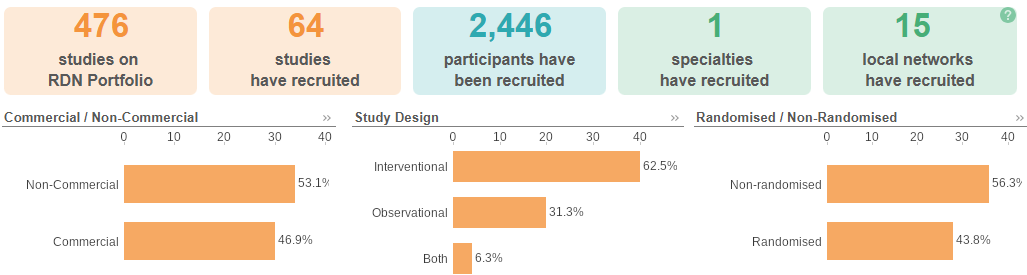 476
studies on
RDN Portfolio
64
studies
have recruited
2,446
participants have
been recruited
1
specialties
have recruited
15
local networks
have recruited
?
Commercial / Non-Commercial »
0 10 20 30 40
Non-Commercial 53.1%
Commercial 46.9%
Study Design »
0 10 20 30 40
Interventional 62.5%
Observational 31.3%
Both 6.3%
Randomised / Non-Randomised »
0 10 20 30 40
Non-randomised 56.3%
Randomised 43.8%